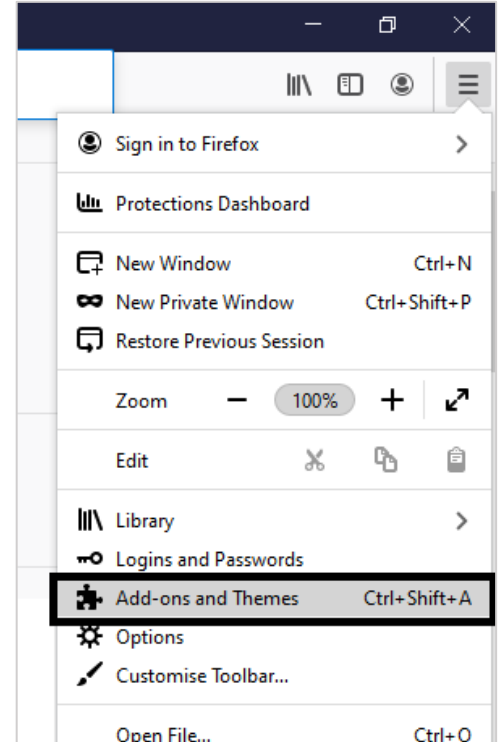 Sign in to Firefox
Protections Dashboard
New Window Ctrl+N
New Private Window Ctrl+Shift+P
Restore Previous Session
Zoom 100%
Edit
Library
Logins and Passwords
Add-ons and Themes Ctrl+Shift+A
Options
Customise Toolbar...
Open File... Ctrl+O